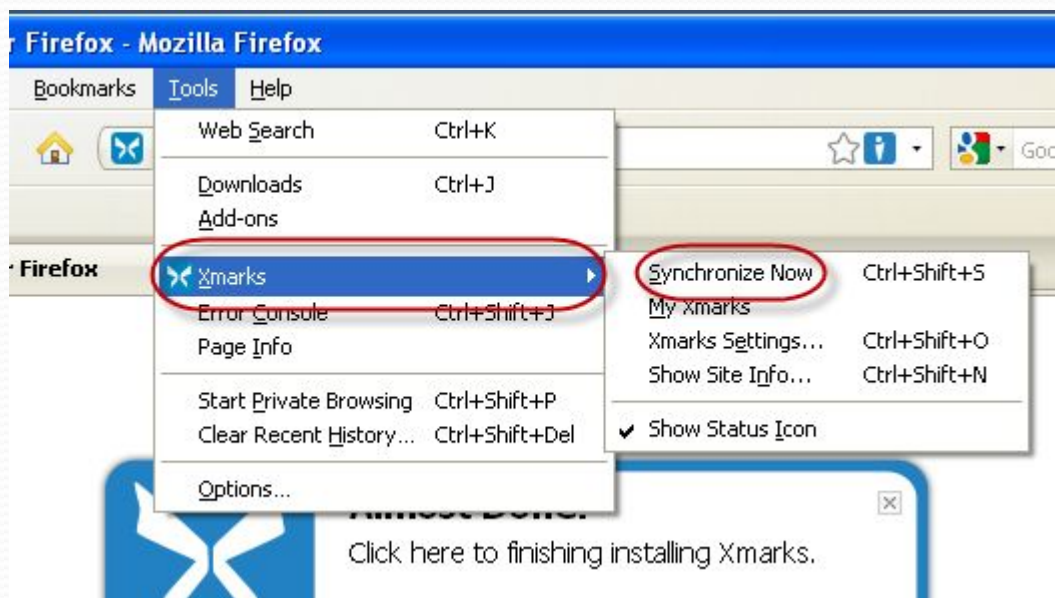 Firefox - Mozilla Firefox
Bookmarks Tools Help
Web Search Ctrl+K
Downloads Ctrl+J
Add-ons
Firefox
Xmarks
Synchronize Now Ctrl+Shift+S
Error Console Ctrl+Shift+J
My Xmarks
Page Info
Xmarks Settings... Ctrl+Shift+O
Show Site Info... Ctrl+Shift+N
Start Private Browsing Ctrl+Shift+P
Clear Recent History... Ctrl+Shift+Del
Show Status Icon
Options...
Almost Done!
Click here to finishing installing Xmarks.